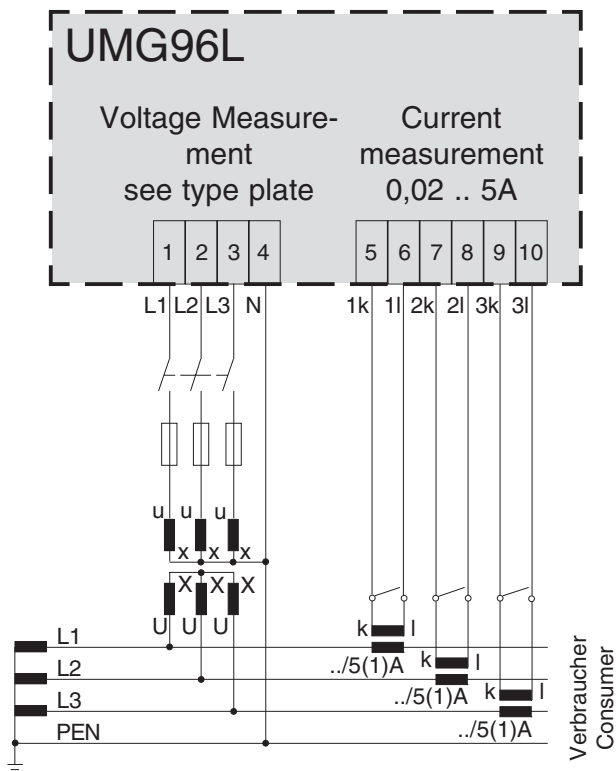 UMG96L
Voltage Measure-
ment
see type plate
Current
measurement
0,02 .. 5A
1 2 3 4 5 6 7 8 9 10
L1 L2 L3 N 1k 1l 2k 2l 3k 3l
u u u
x x x
X X X
U U U
L1
k l
../5(1)A
L2
k l
../5(1)A
L3
k l
../5(1)A
PEN
Verbraucher
Consumer